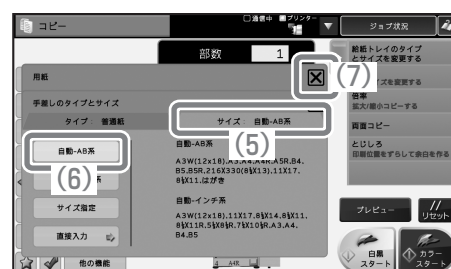 コピー
通信中 プリンター
ジョブ状況
部数 1
給紙トレイのタイプ
とサイズを変更する
用紙
(7)
イズを変更する
手差しのタイプとサイズ
倍率
拡大/縮小コピーする
タイプ: 普通紙
サイズ: 自動-AB系
両面コピー
(5)
自動-AB系
自動-AB系
とじしろ
印刷位置をずらして余白を作る
A3W(12x18),A3,A4,A4R,A5R,B4,
B5,B5R,216X330(8½X13),11X17,
8½X11,はがき
(6)
系
自動-インチ系
サイズ指定
A3W(12x18),11X17,8½X14,8½X11,
8½X11R,5½X8½R,7¼X10½R,A3,A4,
B4,B5
プレビュー
リセット
直接入力
白黒
スタート
カラー
スタート
他の機能
4 A4R